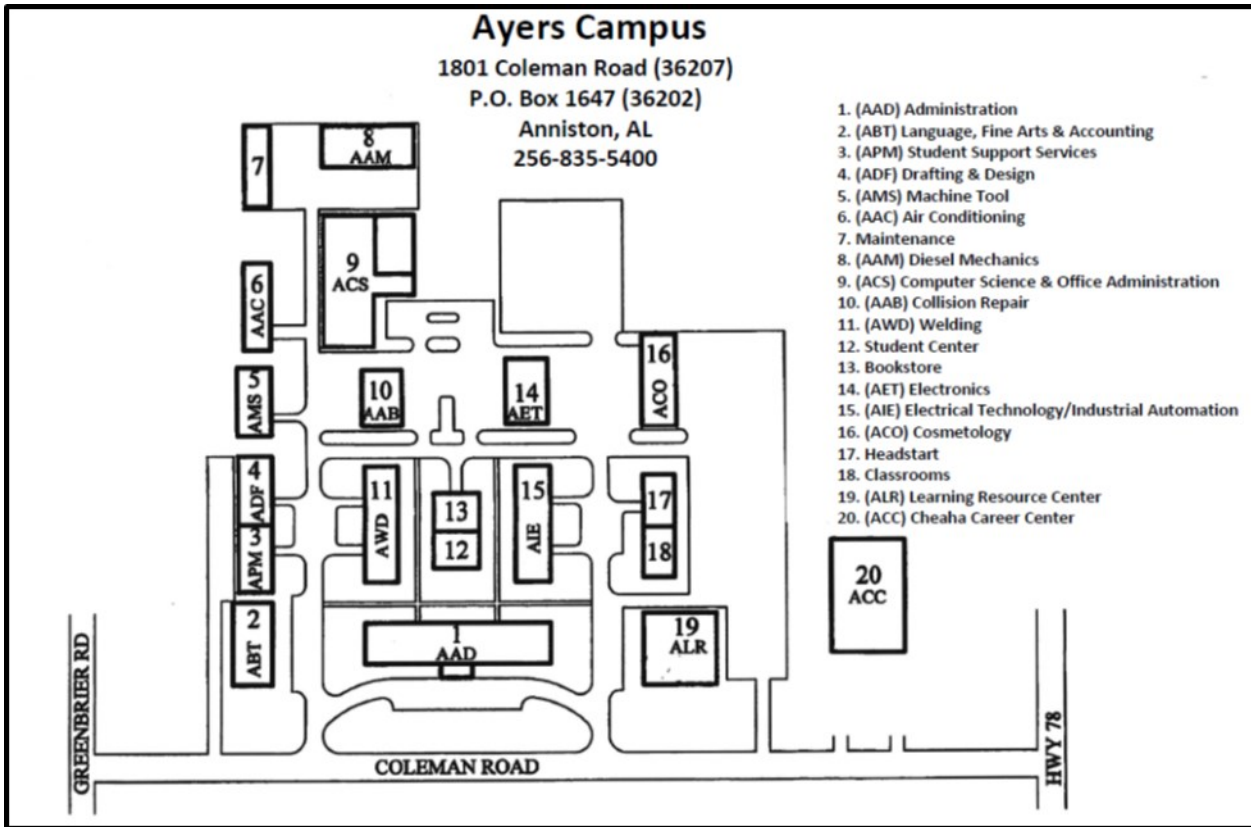 Ayers Campus
1801 Coleman Road (36207)
P.O. Box 1647 (36202)
Anniston, AL
256-835-5400
1. (AAD) Administration
2. (ABT) Language, Fine Arts & Accounting
3. (APM) Student Support Services
4. (ADF) Drafting & Design
5. (AMS) Machine Tool
6. (AAC) Air Conditioning
7. Maintenance
8. (AAM) Diesel Mechanics
9. (ACS) Computer Science & Office Administration
10. (AAB) Collision Repair
11. (AWD) Welding
12. Student Center
13. Bookstore
14. (AET) Electronics
15. (AIE) Electrical Technology/Industrial Automation
16. (ACO) Cosmetology
17. Headstart
18. Classrooms
19. (ALR) Learning Resource Center
20. (ACC) Cheaha Career Center
7
8
AAM
9
ACS
6
AAC
5
AMS
10
AAB
14
AET
16
ACO
4
ADF
3
APM
11
AWD
13
12
15
AIE
17
18
2
ABT
1
AAD
19
ALR
20
ACC
GREENBRIER RD
COLEMAN ROAD
HWY 78